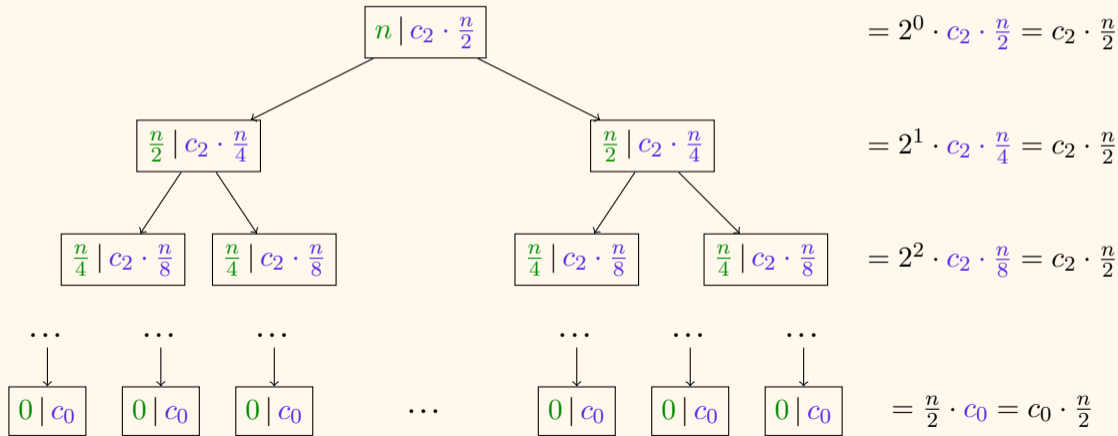 n | c₂ · n/2 = 2⁰ · c₂ · n/2 = c₂ · n/2
n/2 | c₂ · n/4 n/2 | c₂ · n/4 = 2¹ · c₂ · n/4 = c₂ · n/2
n/4 | c₂ · n/8 n/4 | c₂ · n/8 n/4 | c₂ · n/8 n/4 | c₂ · n/8 = 2² · c₂ · n/8 = c₂ · n/2
... ... ... ... ... ...
0 | c₀ 0 | c₀ 0 | c₀ ... 0 | c₀ 0 | c₀ 0 | c₀ = n/2 · c₀ = c₀ · n/2